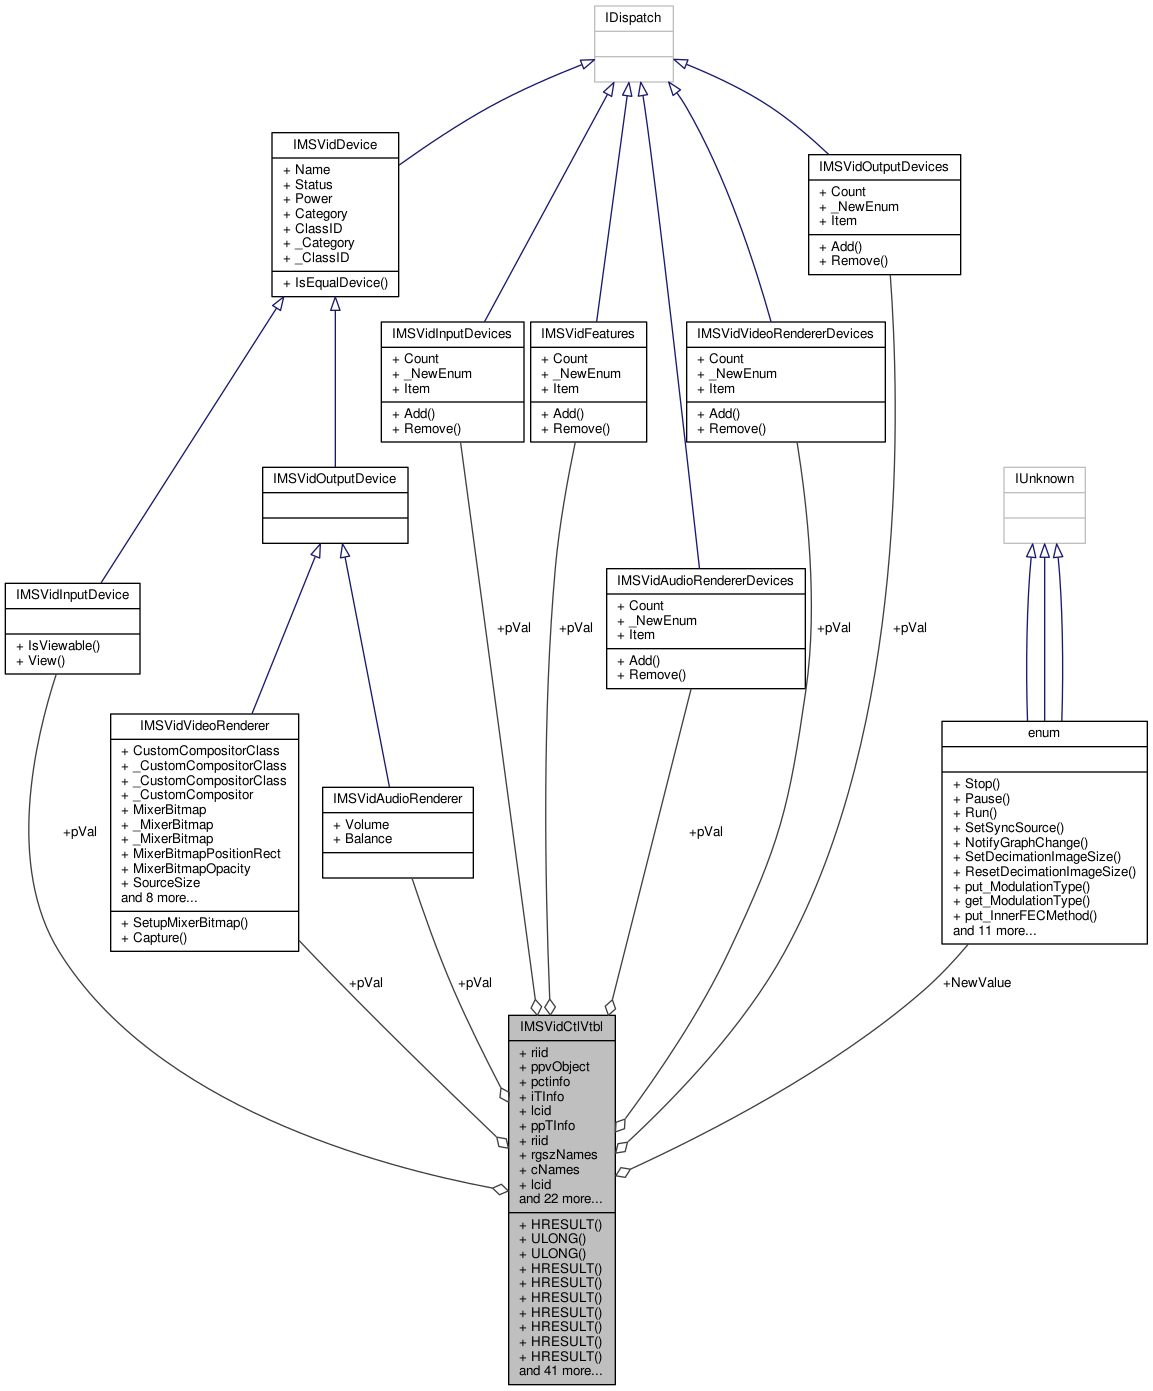 IDispatch
IMSVidDevice
+ Name
+ Status
+ Power
+ Category
+ ClassID
+ _Category
+ _ClassID
+ IsEqualDevice()
IMSVidOutputDevices
+ Count
+ _NewEnum
+ Item
+ Add()
+ Remove()
IMSVidInputDevices
+ Count
+ _NewEnum
+ Item
+ Add()
+ Remove()
IMSVidFeatures
+ Count
+ _NewEnum
+ Item
+ Add()
+ Remove()
IMSVidVideoRendererDevices
+ Count
+ _NewEnum
+ Item
+ Add()
+ Remove()
IMSVidOutputDevice
IUnknown
IMSVidInputDevice
+ IsViewable()
+ View()
IMSVidAudioRendererDevices
+ Count
+ _NewEnum
+ Item
+ Add()
+ Remove()
+pVal
+pVal
+pVal
+pVal
IMSVidVideoRenderer
+ CustomCompositorClass
+ _CustomCompositorClass
+ _CustomCompositorClass
+ _CustomCompositor
+ MixerBitmap
+ _MixerBitmap
+ _MixerBitmap
+ MixerBitmapPositionRect
+ MixerBitmapOpacity
+ SourceSize
and 8 more...
+ SetupMixerBitmap()
+ Capture()
IMSVidAudioRenderer
+ Volume
+ Balance
enum
+ Stop()
+ Pause()
+ Run()
+ SetSyncSource()
+ NotifyGraphChange()
+ SetDecimationImageSize()
+ ResetDecimationImageSize()
+ put_ModulationType()
+ get_ModulationType()
+ put_InnerFECMethod()
and 11 more...
+pVal
+pVal
+pVal
+pVal
+NewValue
IMSVidCtlVtbl
+ riid
+ ppvObject
+ pctinfo
+ iTInfo
+ lcid
+ ppTInfo
+ riid
+ rgszNames
+ cNames
+ lcid
and 22 more...
+ HRESULT()
+ ULONG()
+ ULONG()
+ HRESULT()
+ HRESULT()
+ HRESULT()
+ HRESULT()
+ HRESULT()
+ HRESULT()
+ HRESULT()
and 41 more...